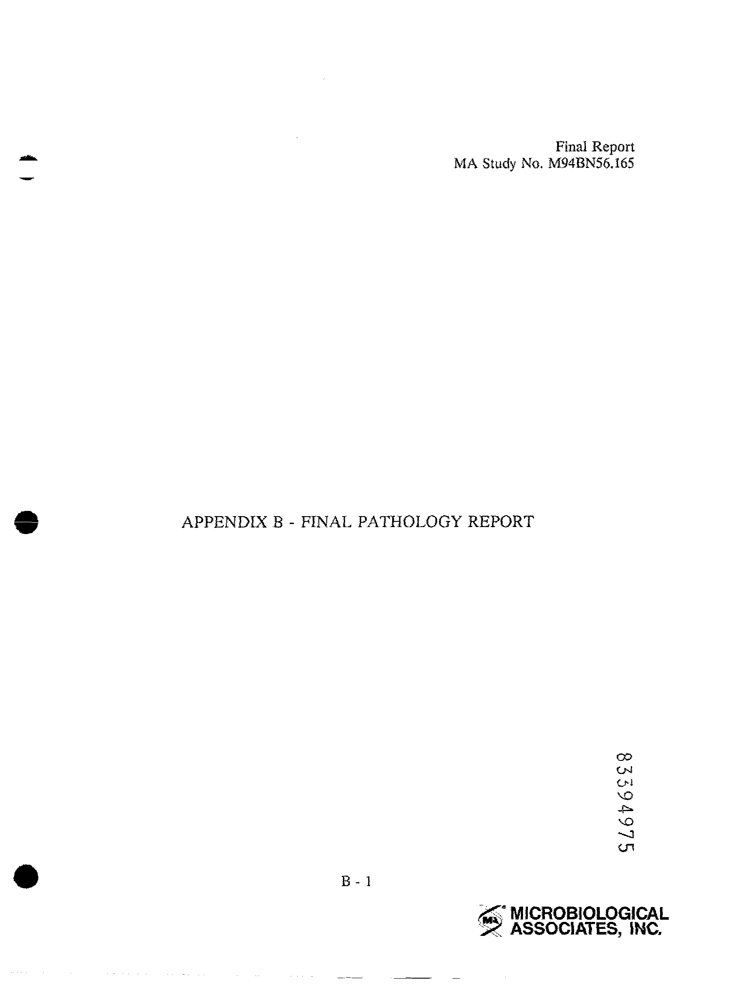 Final Report
MA Study No. M94BN56.165
APPENDIX B - FINAL PATHOLOGY REPORT
83394975
B - 1
MA MICROBIOLOGICAL
ASSOCIATES, INC.